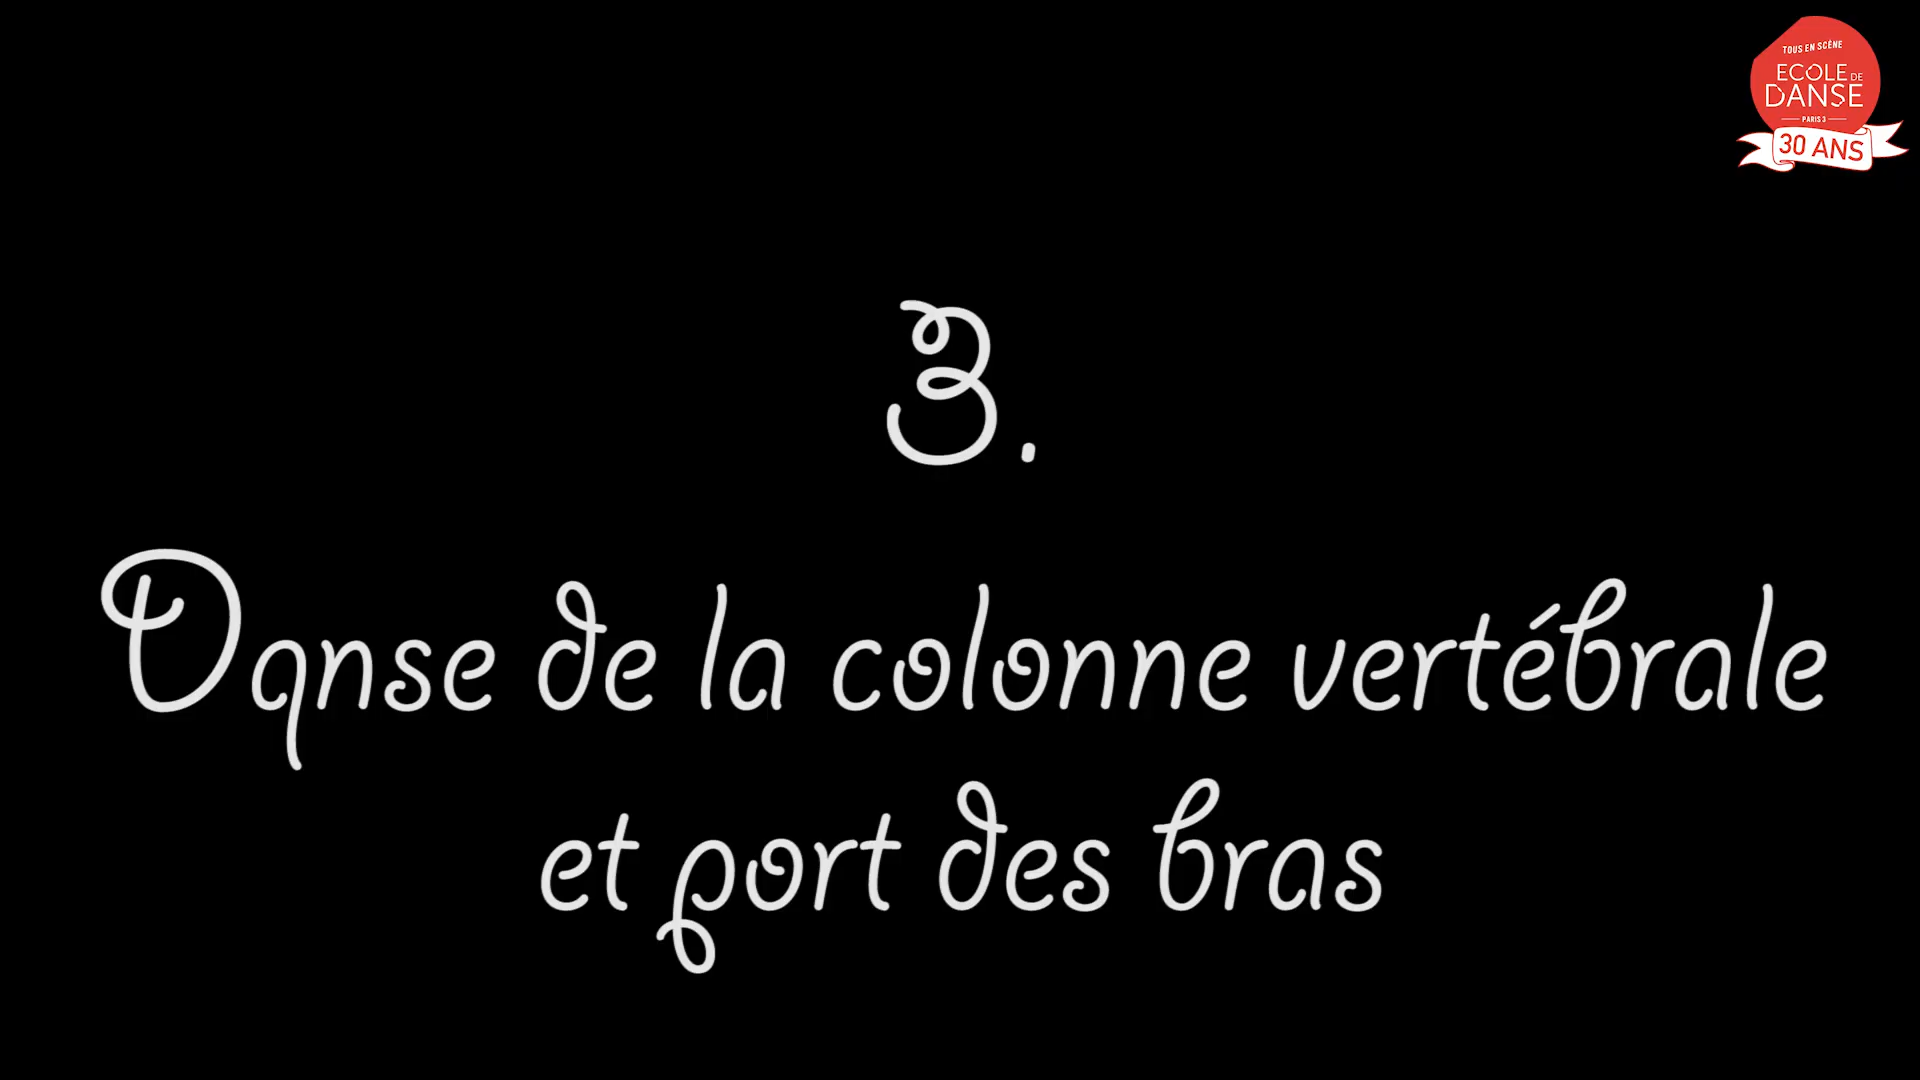 TOUS EN SCÈNE
ECOLE DE
DANSE
PARIS 3
30 ANS
3.
Dqnse de la colonne vertébrale
et port des bras